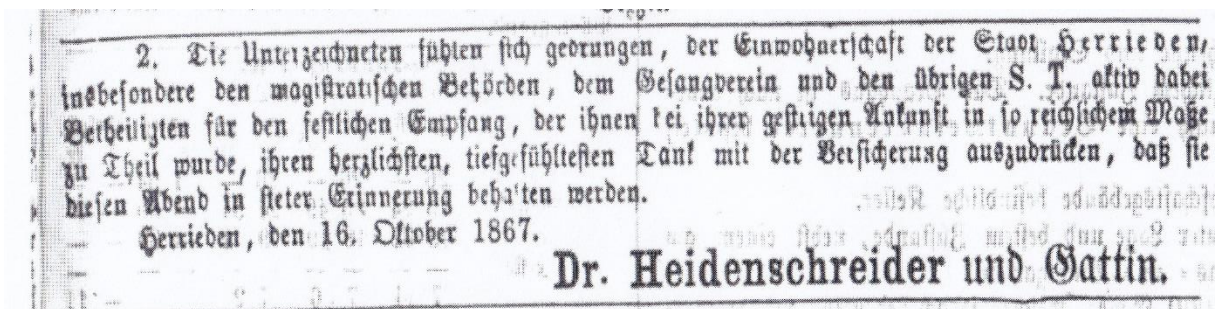 2. Die Unterzeichneten fühlen sich gedrungen, der Einwohnerschaft der Stadt Herrieden,
insbesondere den magistratischen Behörden, dem Gesangverein und den übrigen S. T. aktiv dabei
Betheiligten für den festlichen Empfang, der ihnen bei ihrer gestrigen Ankunft in so reichlichem Maße
zu Theil wurde, ihren herzlichsten, tiefgefühltesten Dank mit der Versicherung auszudrücken, daß sie
diesen Abend in steter Erinnerung behalten werden.
Herrieden, den 16. Oktober 1867.
Dr. Heidenschreider und Gattin.